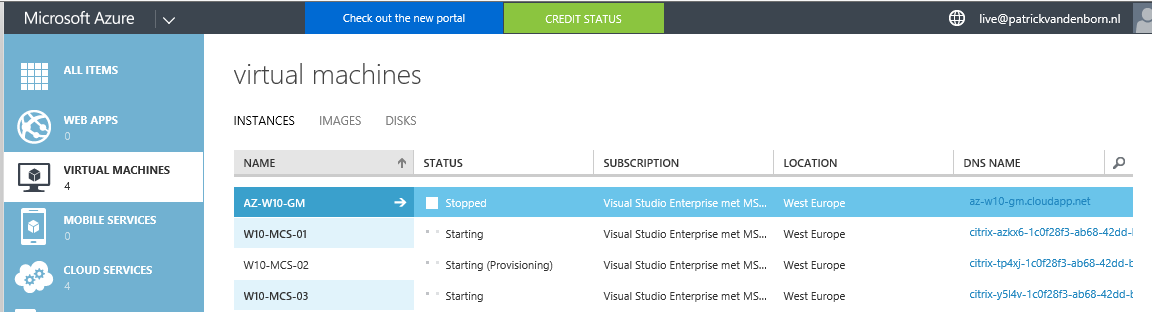 Microsoft Azure
Check out the new portal
CREDIT STATUS
live@patrickvandenborn.nl
ALL ITEMS
WEB APPS
0
VIRTUAL MACHINES
4
MOBILE SERVICES
0
CLOUD SERVICES
4
virtual machines
INSTANCES IMAGES DISKS
NAME STATUS SUBSCRIPTION LOCATION DNS NAME
AZ-W10-GM Stopped Visual Studio Enterprise met MS... West Europe az-w10-gm.cloudapp.net
W10-MCS-01 Starting Visual Studio Enterprise met MS... West Europe citrix-azkx6-1c0f28f3-ab68-42dd-
W10-MCS-02 Starting (Provisioning) Visual Studio Enterprise met MS... West Europe citrix-tp4xj-1c0f28f3-ab68-42dd-b
W10-MCS-03 Starting Visual Studio Enterprise met MS... West Europe citrix-y5l4v-1c0f28f3-ab68-42dd-b